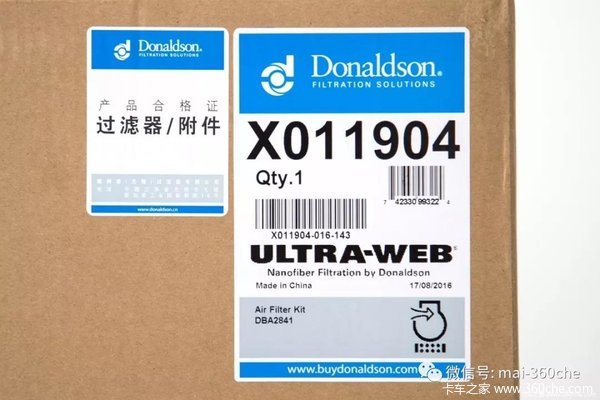 Donaldson.
FILTRATION SOLUTIONS
产品合格证
过滤器/附件
www.donaldson.cn
Donaldson.
FILTRATION SOLUTIONS
X011904
Qty.1
7 42330 99322 4
X011904-016-143
ULTRA-WEB®
Nanofiber Filtration by Donaldson
Made in China
17/08/2016
Air Filter Kit
DBA2841
www.buydonaldson.com
微信号: mai-360che
卡车之家 www.360che.com